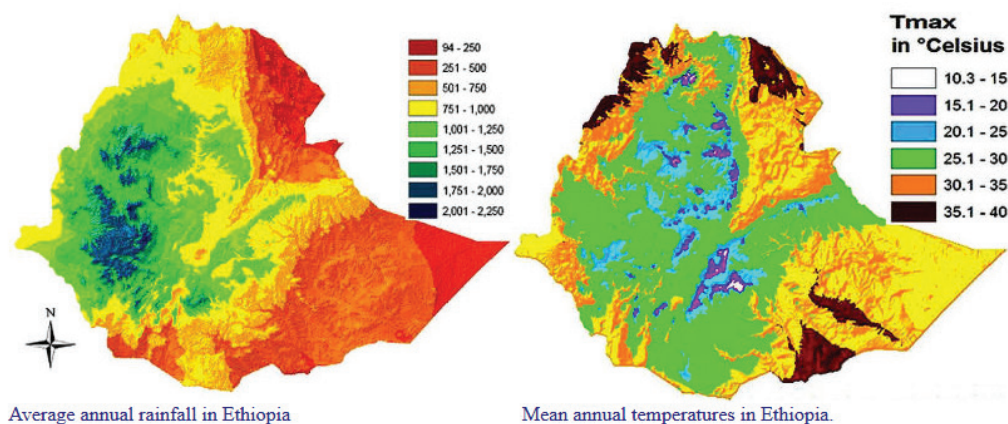 94 - 250
251 - 500
501 - 750
751 - 1,000
1,001 - 1,250
1,251 - 1,500
1,501 - 1,750
1,751 - 2,000
2,001 - 2,250
N
Average annual rainfall in Ethiopia
Tmax
in °Celsius
10.3 - 15
15.1 - 20
20.1 - 25
25.1 - 30
30.1 - 35
35.1 - 40
Mean annual temperatures in Ethiopia.